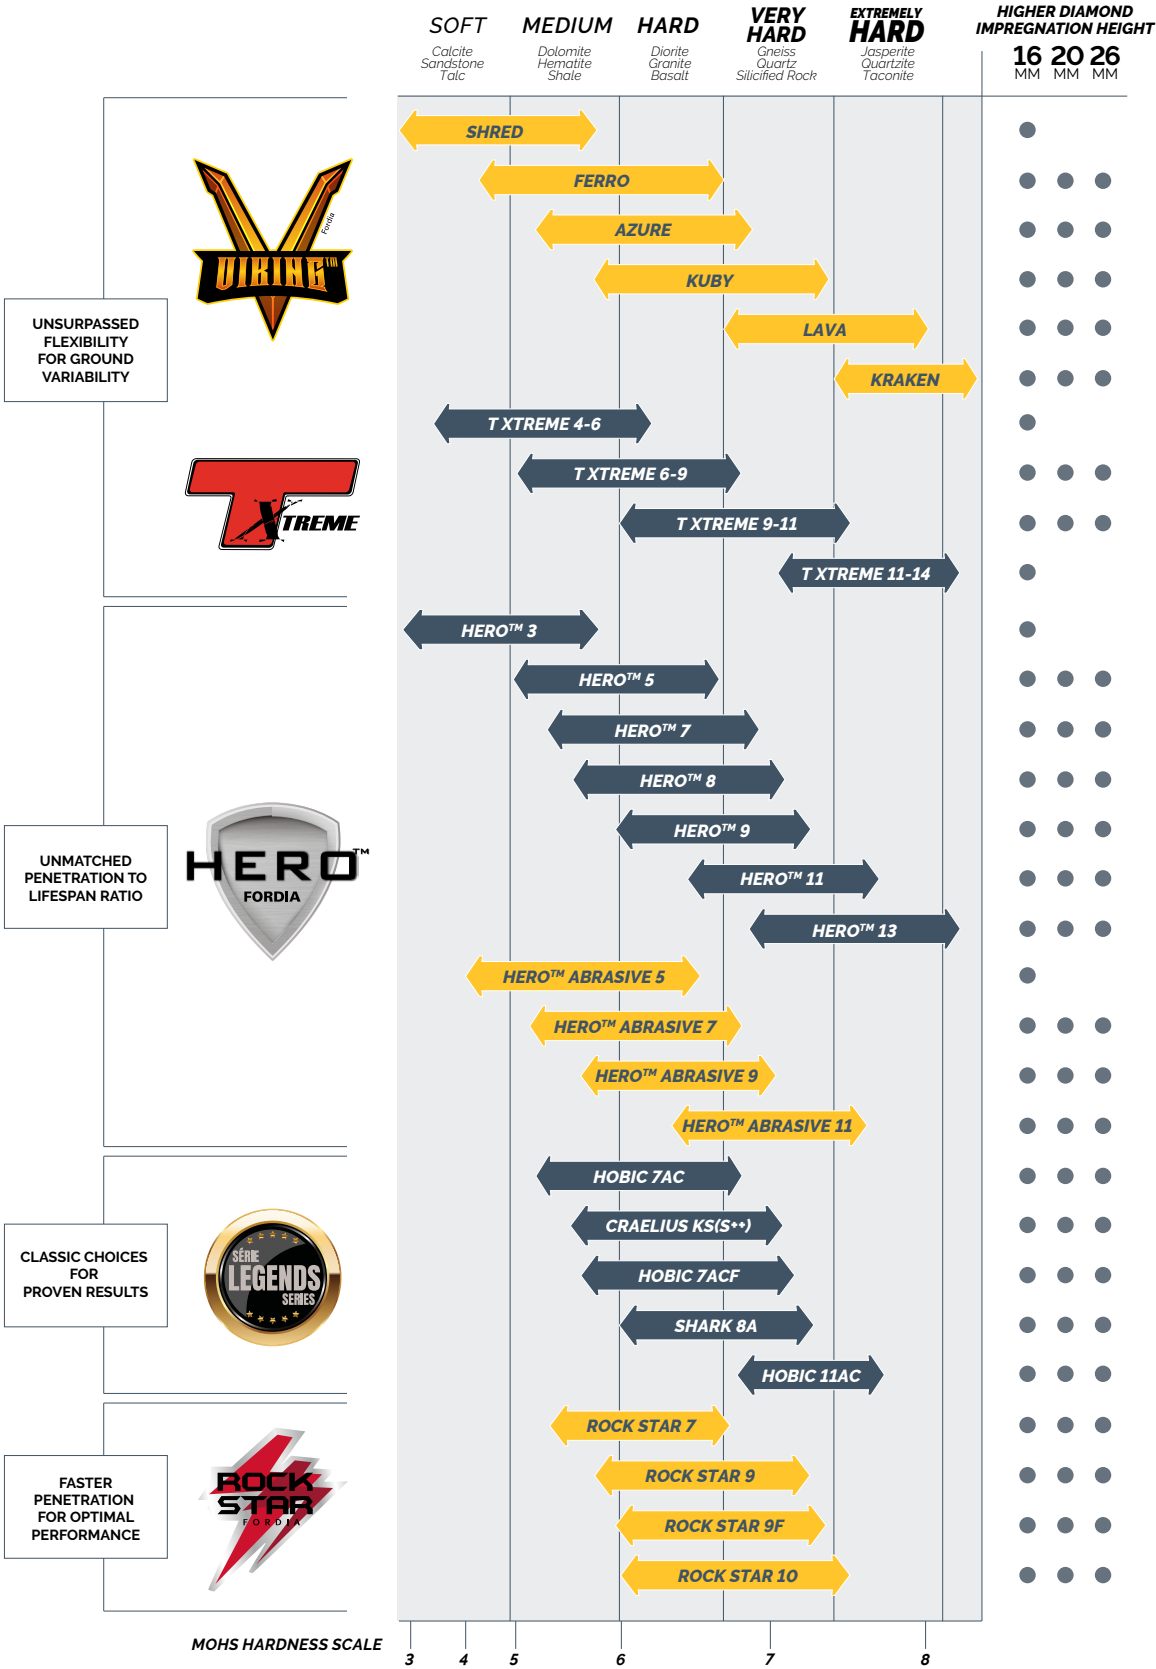 SOFT
Calcite
Sandstone
Talc
MEDIUM
Dolomite
Hematite
Shale
HARD
Diorite
Granite
Basalt
VERY
HARD
Gneiss
Quartz
Silicified Rock
EXTREMELY
HARD
Jasperite
Quartzite
Taconite
HIGHER DIAMOND
IMPREGNATION HEIGHT
16 20 26
MM MM MM
UNSURPASSED
FLEXIBILITY
FOR GROUND
VARIABILITY
Fordia
VIKING™
SHRED
FERRO
AZURE
KUBY
LAVA
KRAKEN
T XTREME
T XTREME 4-6
T XTREME 6-9
T XTREME 9-11
T XTREME 11-14
UNMATCHED
PENETRATION TO
LIFESPAN RATIO
HERO™
FORDIA
HERO™ 3
HERO™ 5
HERO™ 7
HERO™ 8
HERO™ 9
HERO™ 11
HERO™ 13
HERO™ ABRASIVE 5
HERO™ ABRASIVE 7
HERO™ ABRASIVE 9
HERO™ ABRASIVE 11
CLASSIC CHOICES
FOR
PROVEN RESULTS
SÉRIE
LEGENDS
SERIES
HOBIC 7AC
CRAELIUS KS(S++)
HOBIC 7ACF
SHARK 8A
HOBIC 11AC
FASTER
PENETRATION
FOR OPTIMAL
PERFORMANCE
ROCK
STAR
FORDIA
ROCK STAR 7
ROCK STAR 9
ROCK STAR 9F
ROCK STAR 10
MOHS HARDNESS SCALE
3 4 5 6 7 8